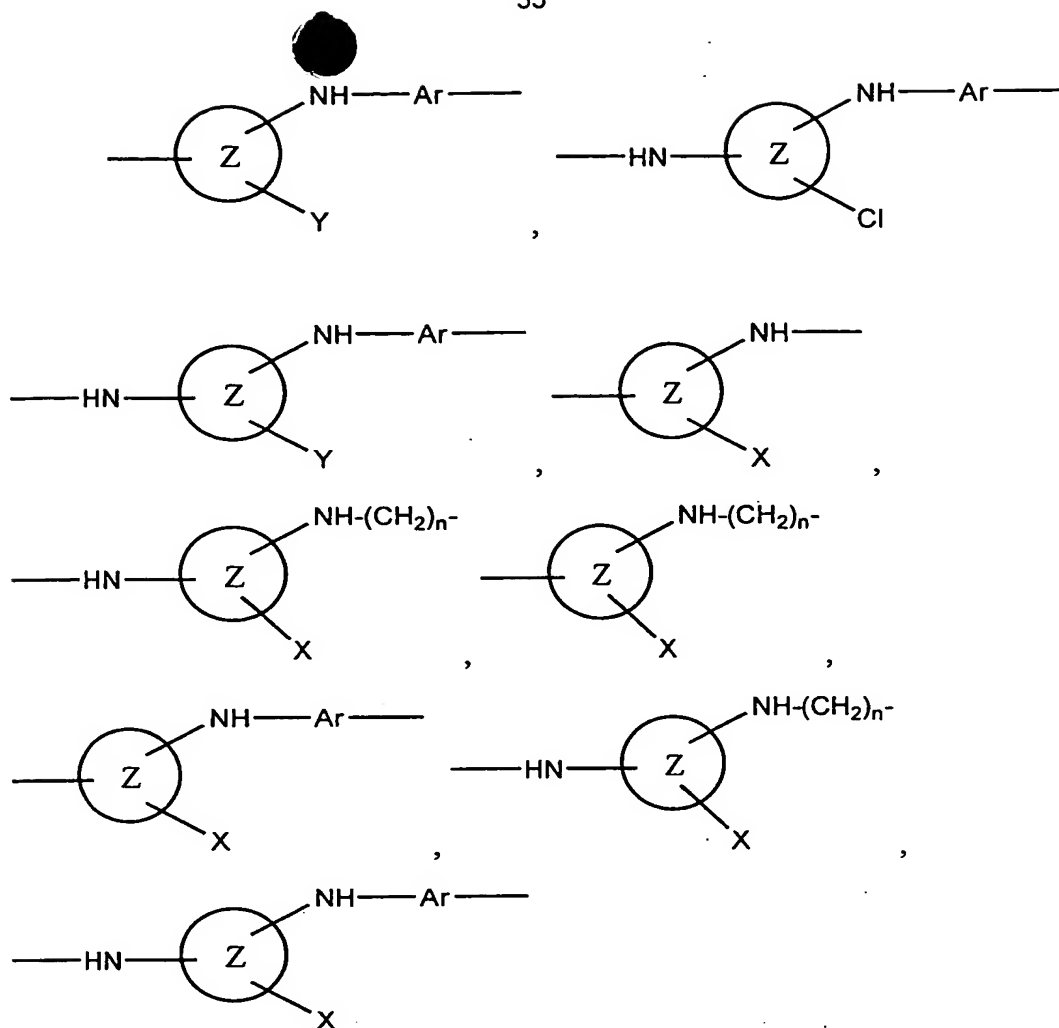 NH Ar NH Ar
Z HN Z
Y , Cl
NH Ar NH
HN Z Z
Y , X ,
NH-(CH₂)ₙ- NH-(CH₂)ₙ-
HN Z Z
X , X ,
NH Ar NH-(CH₂)ₙ-
Z HN Z
X , X ,
NH Ar
HN Z
X